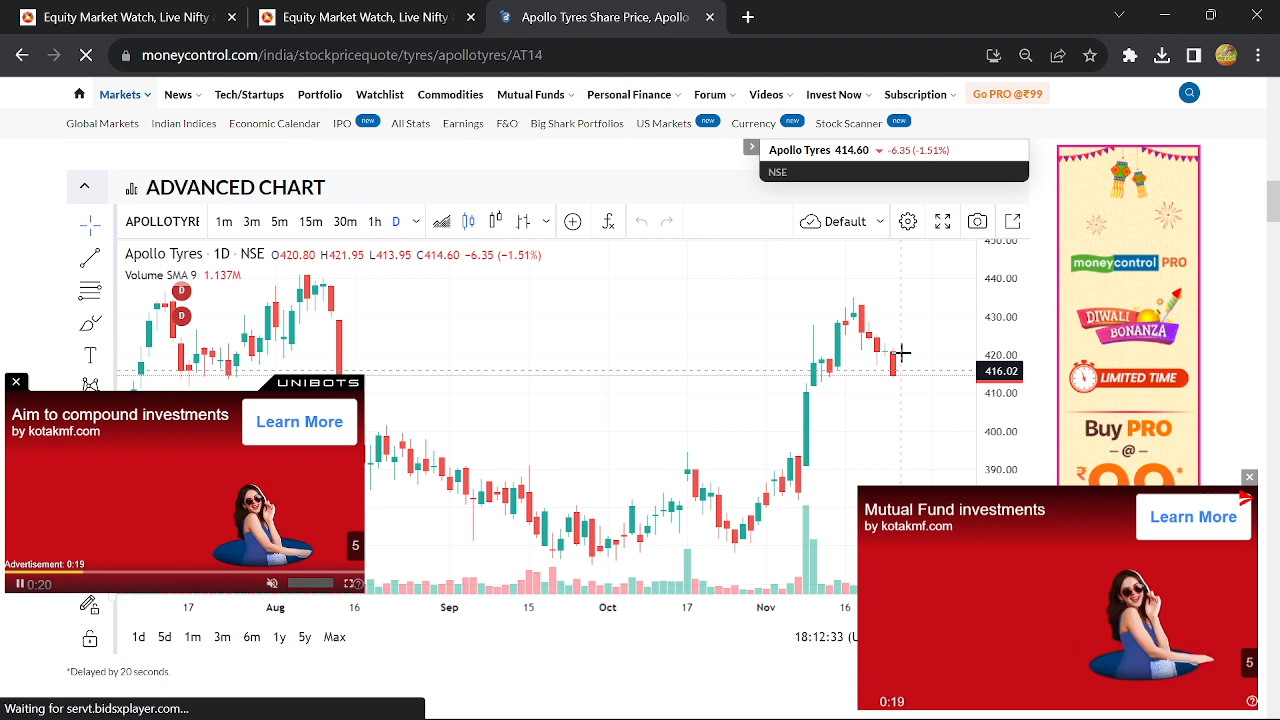 Equity Market Watch, Live Nifty
Equity Market Watch, Live Nifty
Apollo Tyres Share Price, Apollo
moneycontrol.com/india/stockpricequote/tyres/apollotyres/AT14
Markets News Tech/Startups Portfolio Watchlist Commodities Mutual Funds Personal Finance Forum Videos Invest Now Subscription Go PRO @₹99
Global Markets Indian Indices Economic Calendar IPO new All Stats Earnings F&O Big Shark Portfolios US Markets new Currency new Stock Scanner new
Apollo Tyres 414.60 -6.35 (-1.51%)
NSE
ADVANCED CHART
APOLLOTYRE 1m 3m 5m 15m 30m 1h D Default
Apollo Tyres · 1D · NSE O420.80 H421.95 L413.95 C414.60 -6.35 (-1.51%)
Volume SMA 9 1.137M
D
D
450.00
440.00
430.00
420.00
416.02
410.00
400.00
390.00
17 Aug 16 Sep 15 Oct 17 Nov 16
1d 5d 1m 3m 6m 1y 5y Max
18:12:33 (U
*Delayed by 20 seconds.
UNIBOTS
Aim to compound investments
by kotakmf.com
Learn More
5
Advertisement: 0:19
0:20
moneycontrol PRO
DIWALI
BONANZA
LIMITED TIME
Buy PRO
@
₹99*
Mutual Fund investments
by kotakmf.com
Learn More
5
0:19
Waiting for servt.bidsxplayer.com...